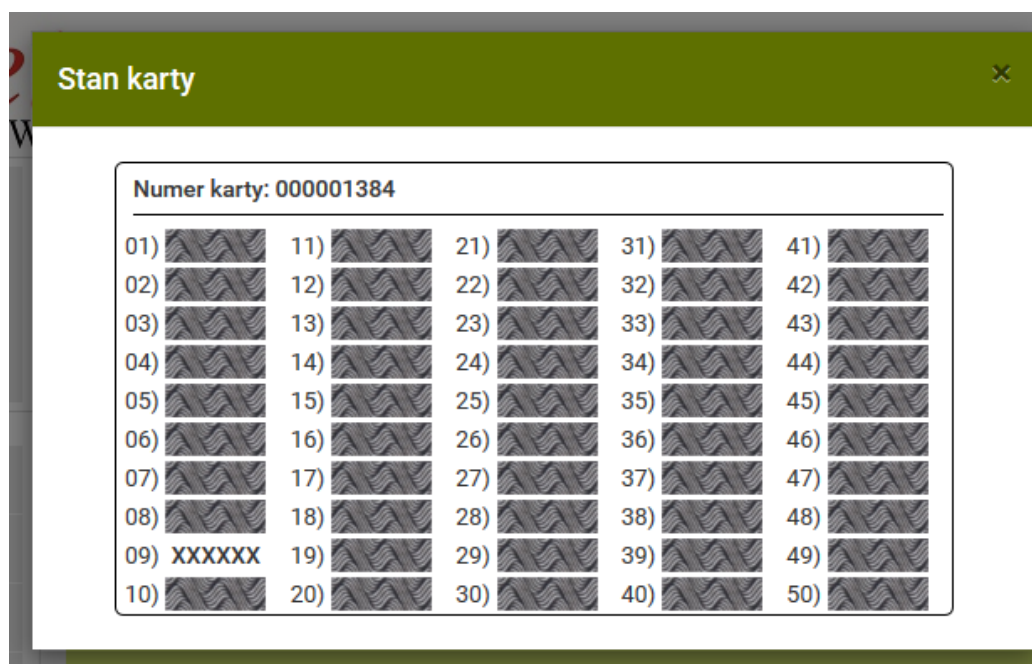 Stan karty
Numer karty: 000001384
01) 11) 21) 31) 41)
02) 12) 22) 32) 42)
03) 13) 23) 33) 43)
04) 14) 24) 34) 44)
05) 15) 25) 35) 45)
06) 16) 26) 36) 46)
07) 17) 27) 37) 47)
08) 18) 28) 38) 48)
09) XXXXXX 19) 29) 39) 49)
10) 20) 30) 40) 50)